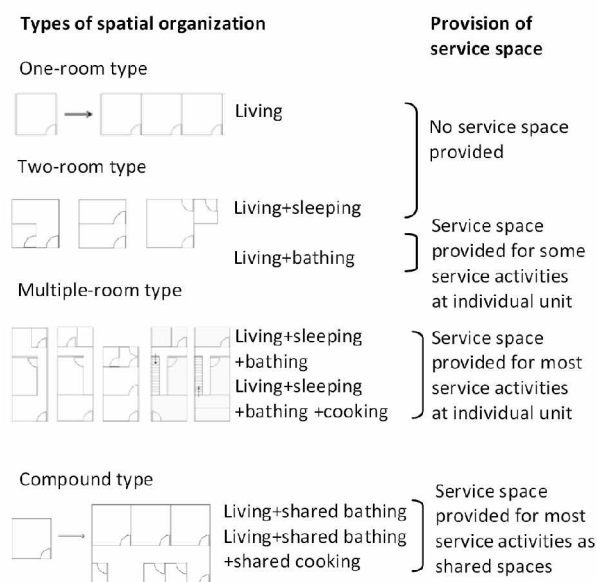 Types of spatial organization
Provision of
service space
One-room type
Living
No service space
provided
Two-room type
Living+sleeping
Living+bathing
Service space
provided for some
service activities
at individual unit
Multiple-room type
Living+sleeping
+bathing
Living+sleeping
+bathing +cooking
Service space
provided for most
service activities
at individual unit
Compound type
Living+shared bathing
Living+shared bathing
+shared cooking
Service space
provided for most
service activities as
shared spaces